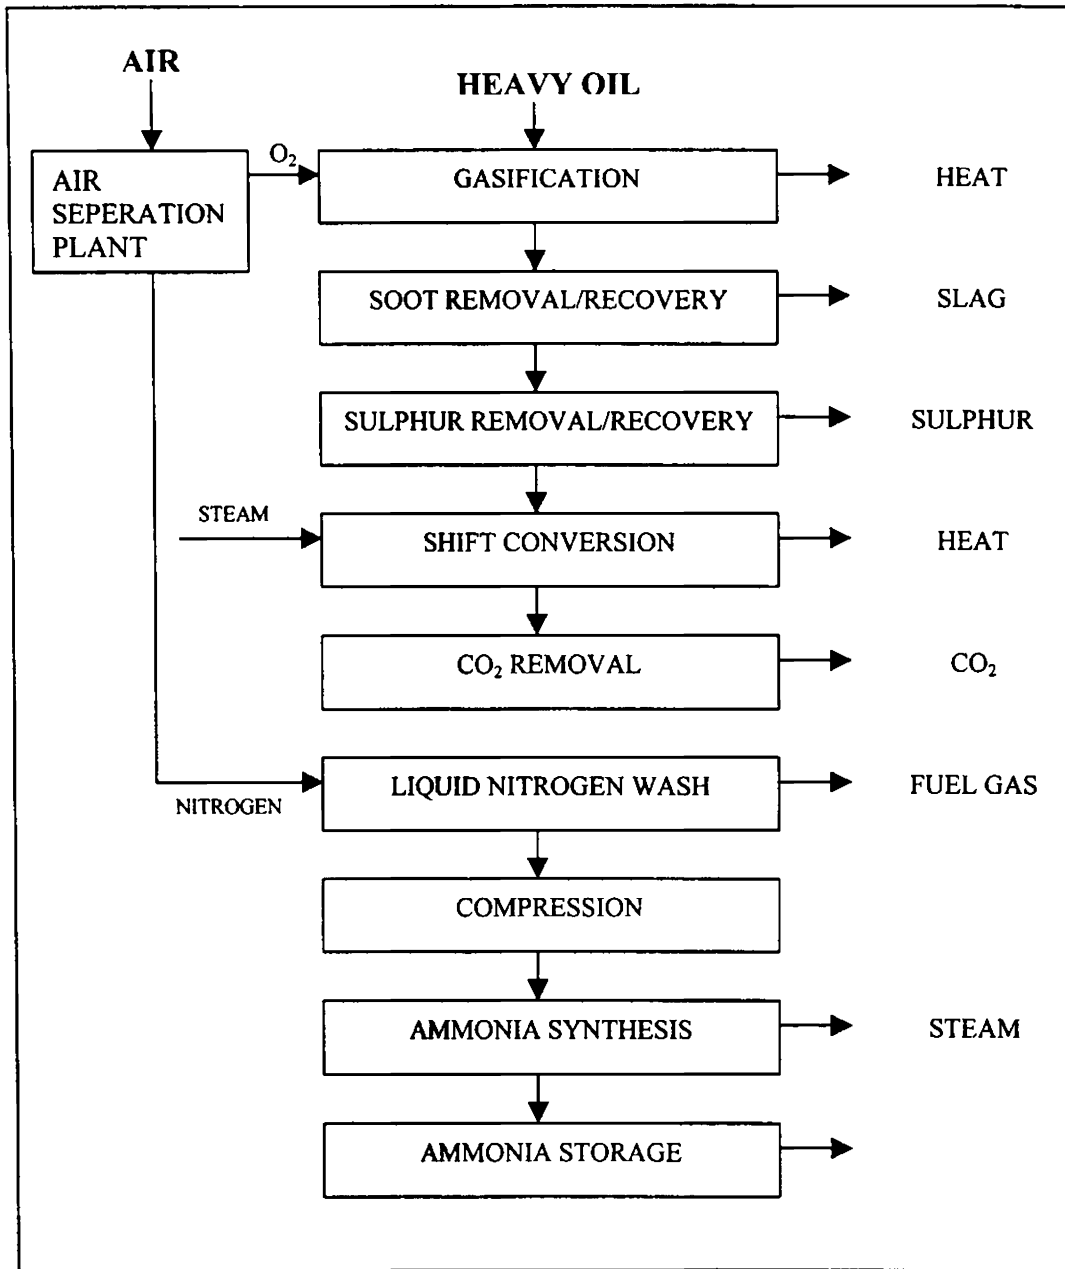 AIR
HEAVY OIL
O₂
AIR
SEPERATION
PLANT
GASIFICATION
HEAT
SOOT REMOVAL/RECOVERY
SLAG
SULPHUR REMOVAL/RECOVERY
SULPHUR
STEAM
SHIFT CONVERSION
HEAT
CO₂ REMOVAL
CO₂
NITROGEN
LIQUID NITROGEN WASH
FUEL GAS
COMPRESSION
AMMONIA SYNTHESIS
STEAM
AMMONIA STORAGE